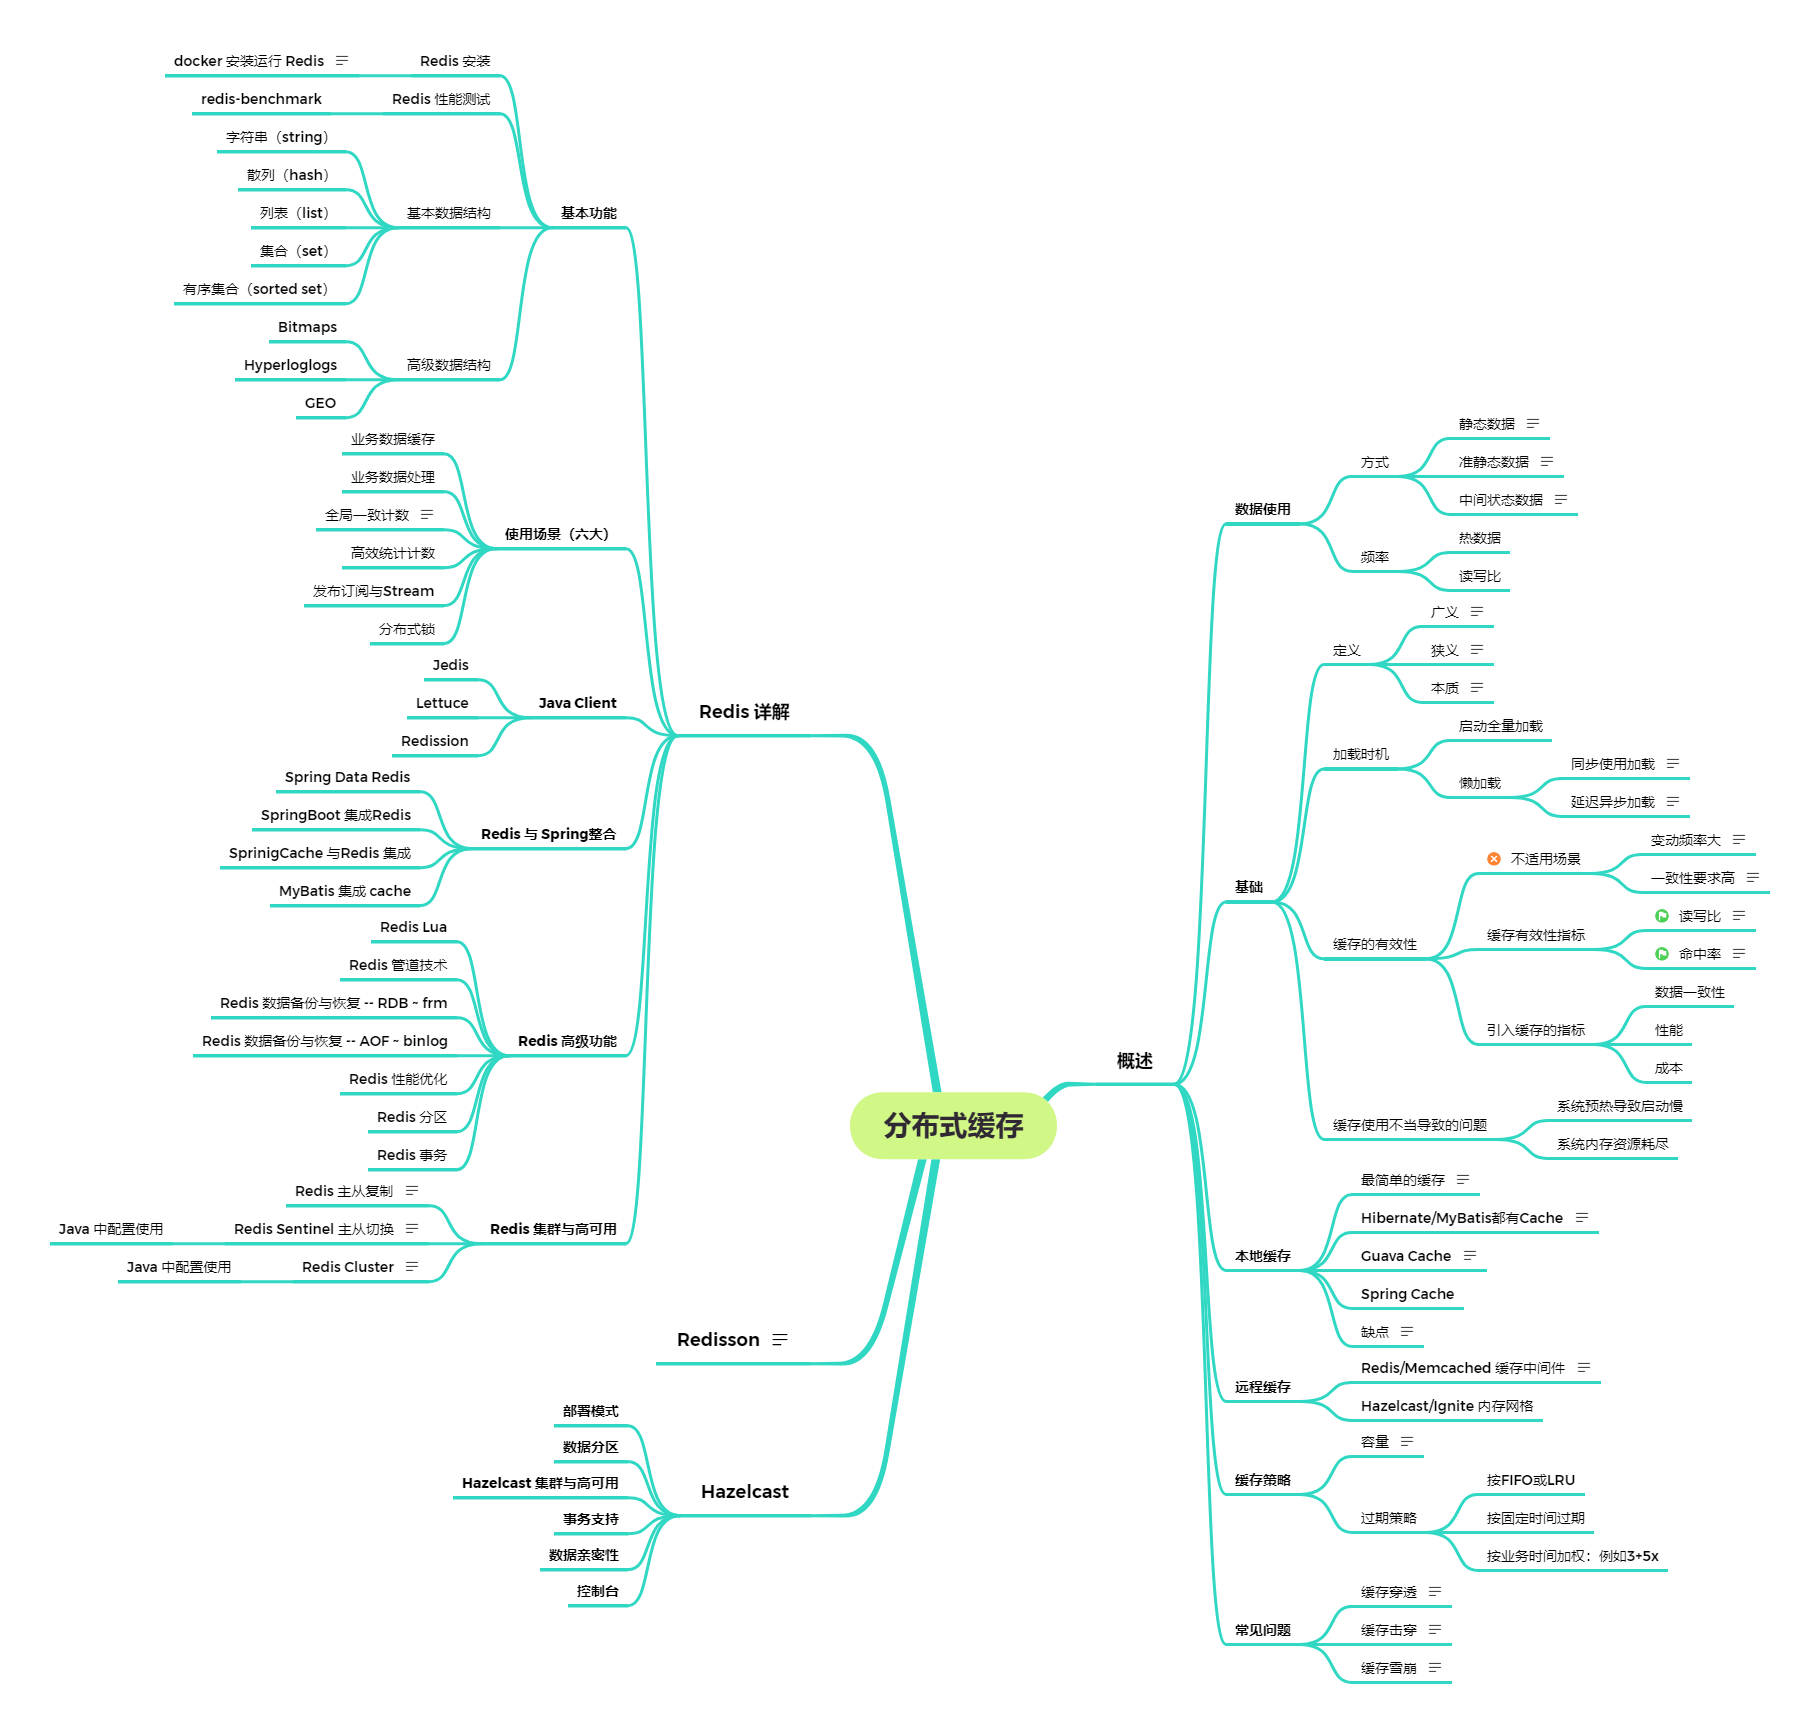 分布式缓存
概述
数据使用
方式
静态数据
准静态数据
中间状态数据
频率
热数据
读写比
基础
定义
广义
狭义
本质
加载时机
启动全量加载
懒加载
同步使用加载
延迟异步加载
缓存的有效性
不适用场景
变动频率大
一致性要求高
缓存有效性指标
读写比
命中率
引入缓存的指标
数据一致性
性能
成本
缓存使用不当导致的问题
系统预热导致启动慢
系统内存资源耗尽
本地缓存
最简单的缓存
Hibernate/MyBatis都有Cache
Guava Cache
Spring Cache
缺点
远程缓存
Redis/Memcached 缓存中间件
Hazelcast/Ignite 内存网格
缓存策略
容量
过期策略
按FIFO或LRU
按固定时间过期
按业务时间加权：例如3+5x
常见问题
缓存穿透
缓存击穿
缓存雪崩
Redis 详解
基本功能
Redis 安装
docker 安装运行 Redis
Redis 性能测试
redis-benchmark
基本数据结构
字符串（string）
散列（hash）
列表（list）
集合（set）
有序集合（sorted set）
高级数据结构
Bitmaps
Hyperloglogs
GEO
使用场景（六大）
业务数据缓存
业务数据处理
全局一致计数
高效统计计数
发布订阅与Stream
分布式锁
Java Client
Jedis
Lettuce
Redission
Redis 与 Spring整合
Spring Data Redis
SpringBoot 集成Redis
SprinigCache 与Redis 集成
MyBatis 集成 cache
Redis 高级功能
Redis Lua
Redis 管道技术
Redis 数据备份与恢复 -- RDB ~ frm
Redis 数据备份与恢复 -- AOF ~ binlog
Redis 性能优化
Redis 分区
Redis 事务
Redis 集群与高可用
Redis 主从复制
Redis Sentinel 主从切换
Java 中配置使用
Redis Cluster
Java 中配置使用
Redisson
Hazelcast
部署模式
数据分区
Hazelcast 集群与高可用
事务支持
数据亲密性
控制台